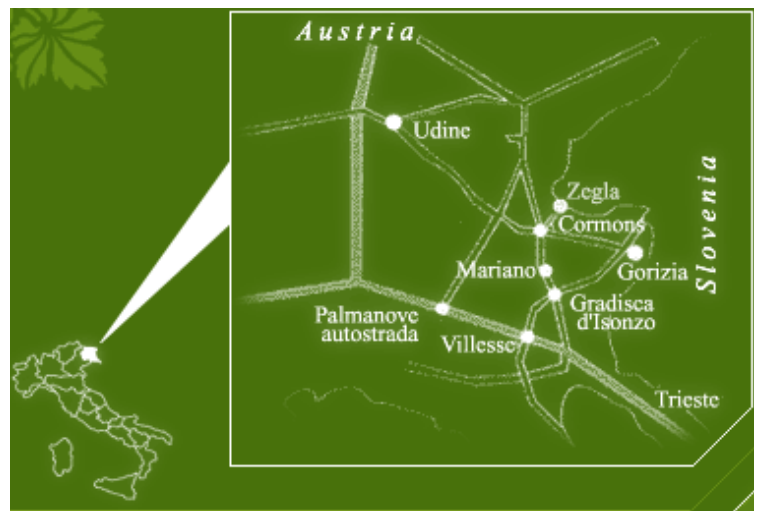 Austria
Udine
Zegla
Slovenia
Cormons
Mariano
Gorizia
Gradisca
d'Isonzo
Palmanove
autostrada
Villesse
Trieste